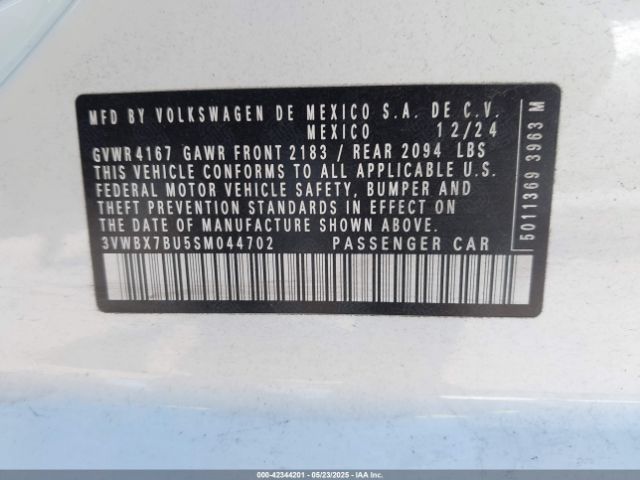 MFD BY VOLKSWAGEN DE MEXICO S.A. DE C.V.
MEXICO 12/24
GVWR 4167 GAWR FRONT 2183 / REAR 2094 LBS
THIS VEHICLE CONFORMS TO ALL APPLICABLE U.S.
FEDERAL MOTOR VEHICLE SAFETY, BUMPER AND
THEFT PREVENTION STANDARDS IN EFFECT ON
THE DATE OF MANUFACTURE SHOWN ABOVE.
3VWBX7BU5SM044702 PASSENGER CAR
5011369 3963 M
000-42344201 - 05/23/2025 - IAAI.COM